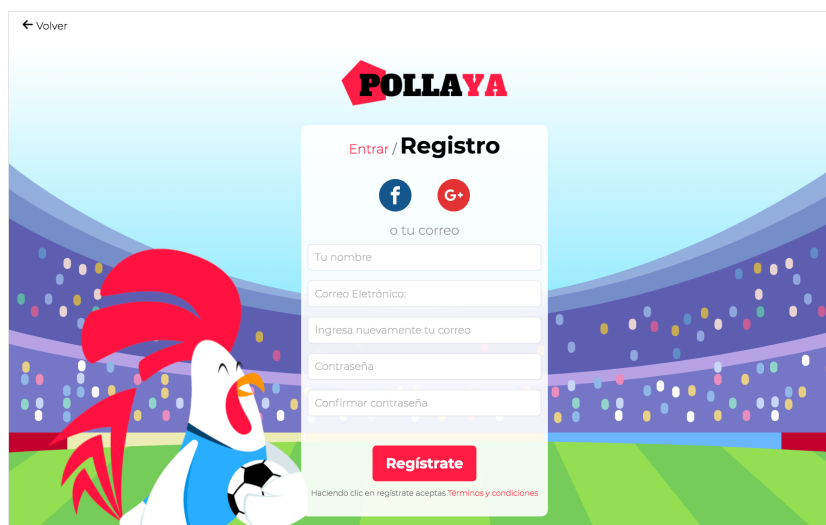 Volver
POLLAYA
Entrar / Registro
f G+
o tu correo
Tu nombre
Correo Eletrónico:
Ingresa nuevamente tu correo
Contraseña
Confirmar contraseña
Regístrate
Haciendo clic en regístrate aceptas Términos y condiciones